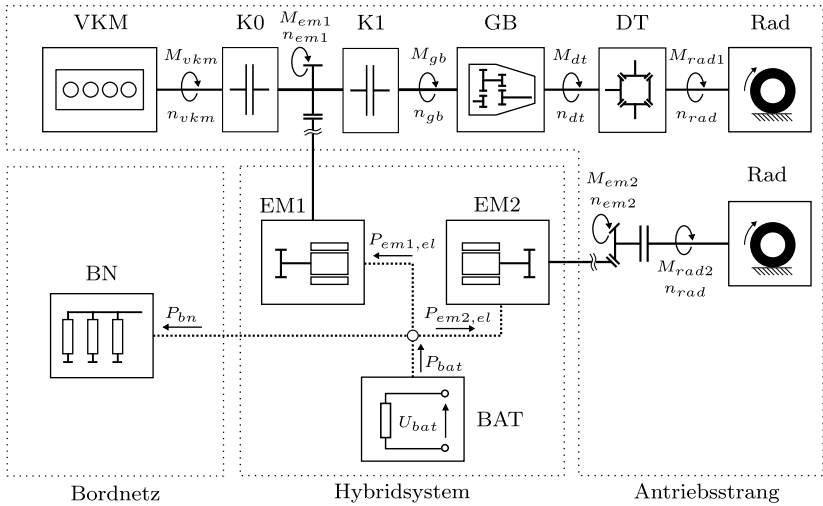 VKM K0 K1 GB DT Rad
M_em1
n_em1
M_vkm M_gb M_dt M_rad1
n_vkm n_gb n_dt n_rad
Rad
M_em2
n_em2
EM1 EM2
P_em1,el
M_rad2
n_rad
BN
P_bn P_em2,el
P_bat
U_bat BAT
Bordnetz Hybridsystem Antriebsstrang